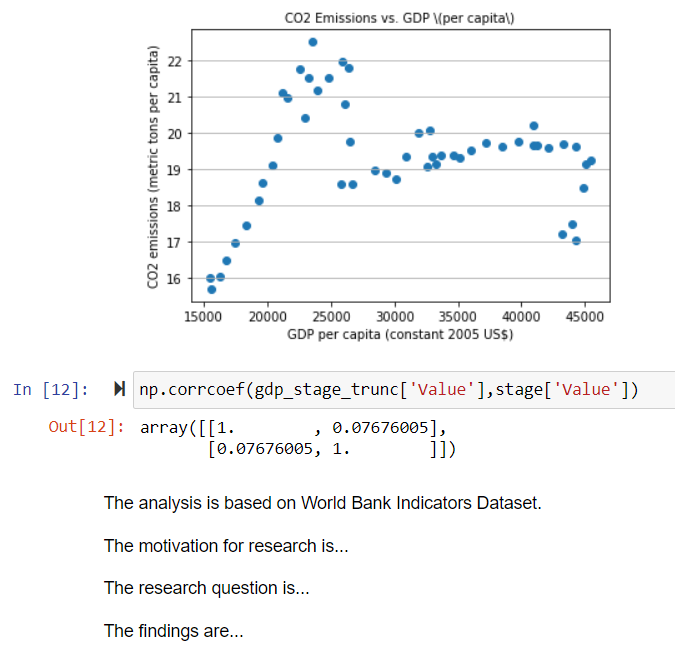 CO2 Emissions vs. GDP \(per capita\)
CO2 emissions (metric tons per capita)
22
21
20
19
18
17
16
15000 20000 25000 30000 35000 40000 45000
GDP per capita (constant 2005 US$)
In [12]: np.corrcoef(gdp_stage_trunc['Value'],stage['Value'])
Out[12]: array([[1.        , 0.07676005],
[0.07676005, 1.        ]])
The analysis is based on World Bank Indicators Dataset.
The motivation for research is...
The research question is...
The findings are...